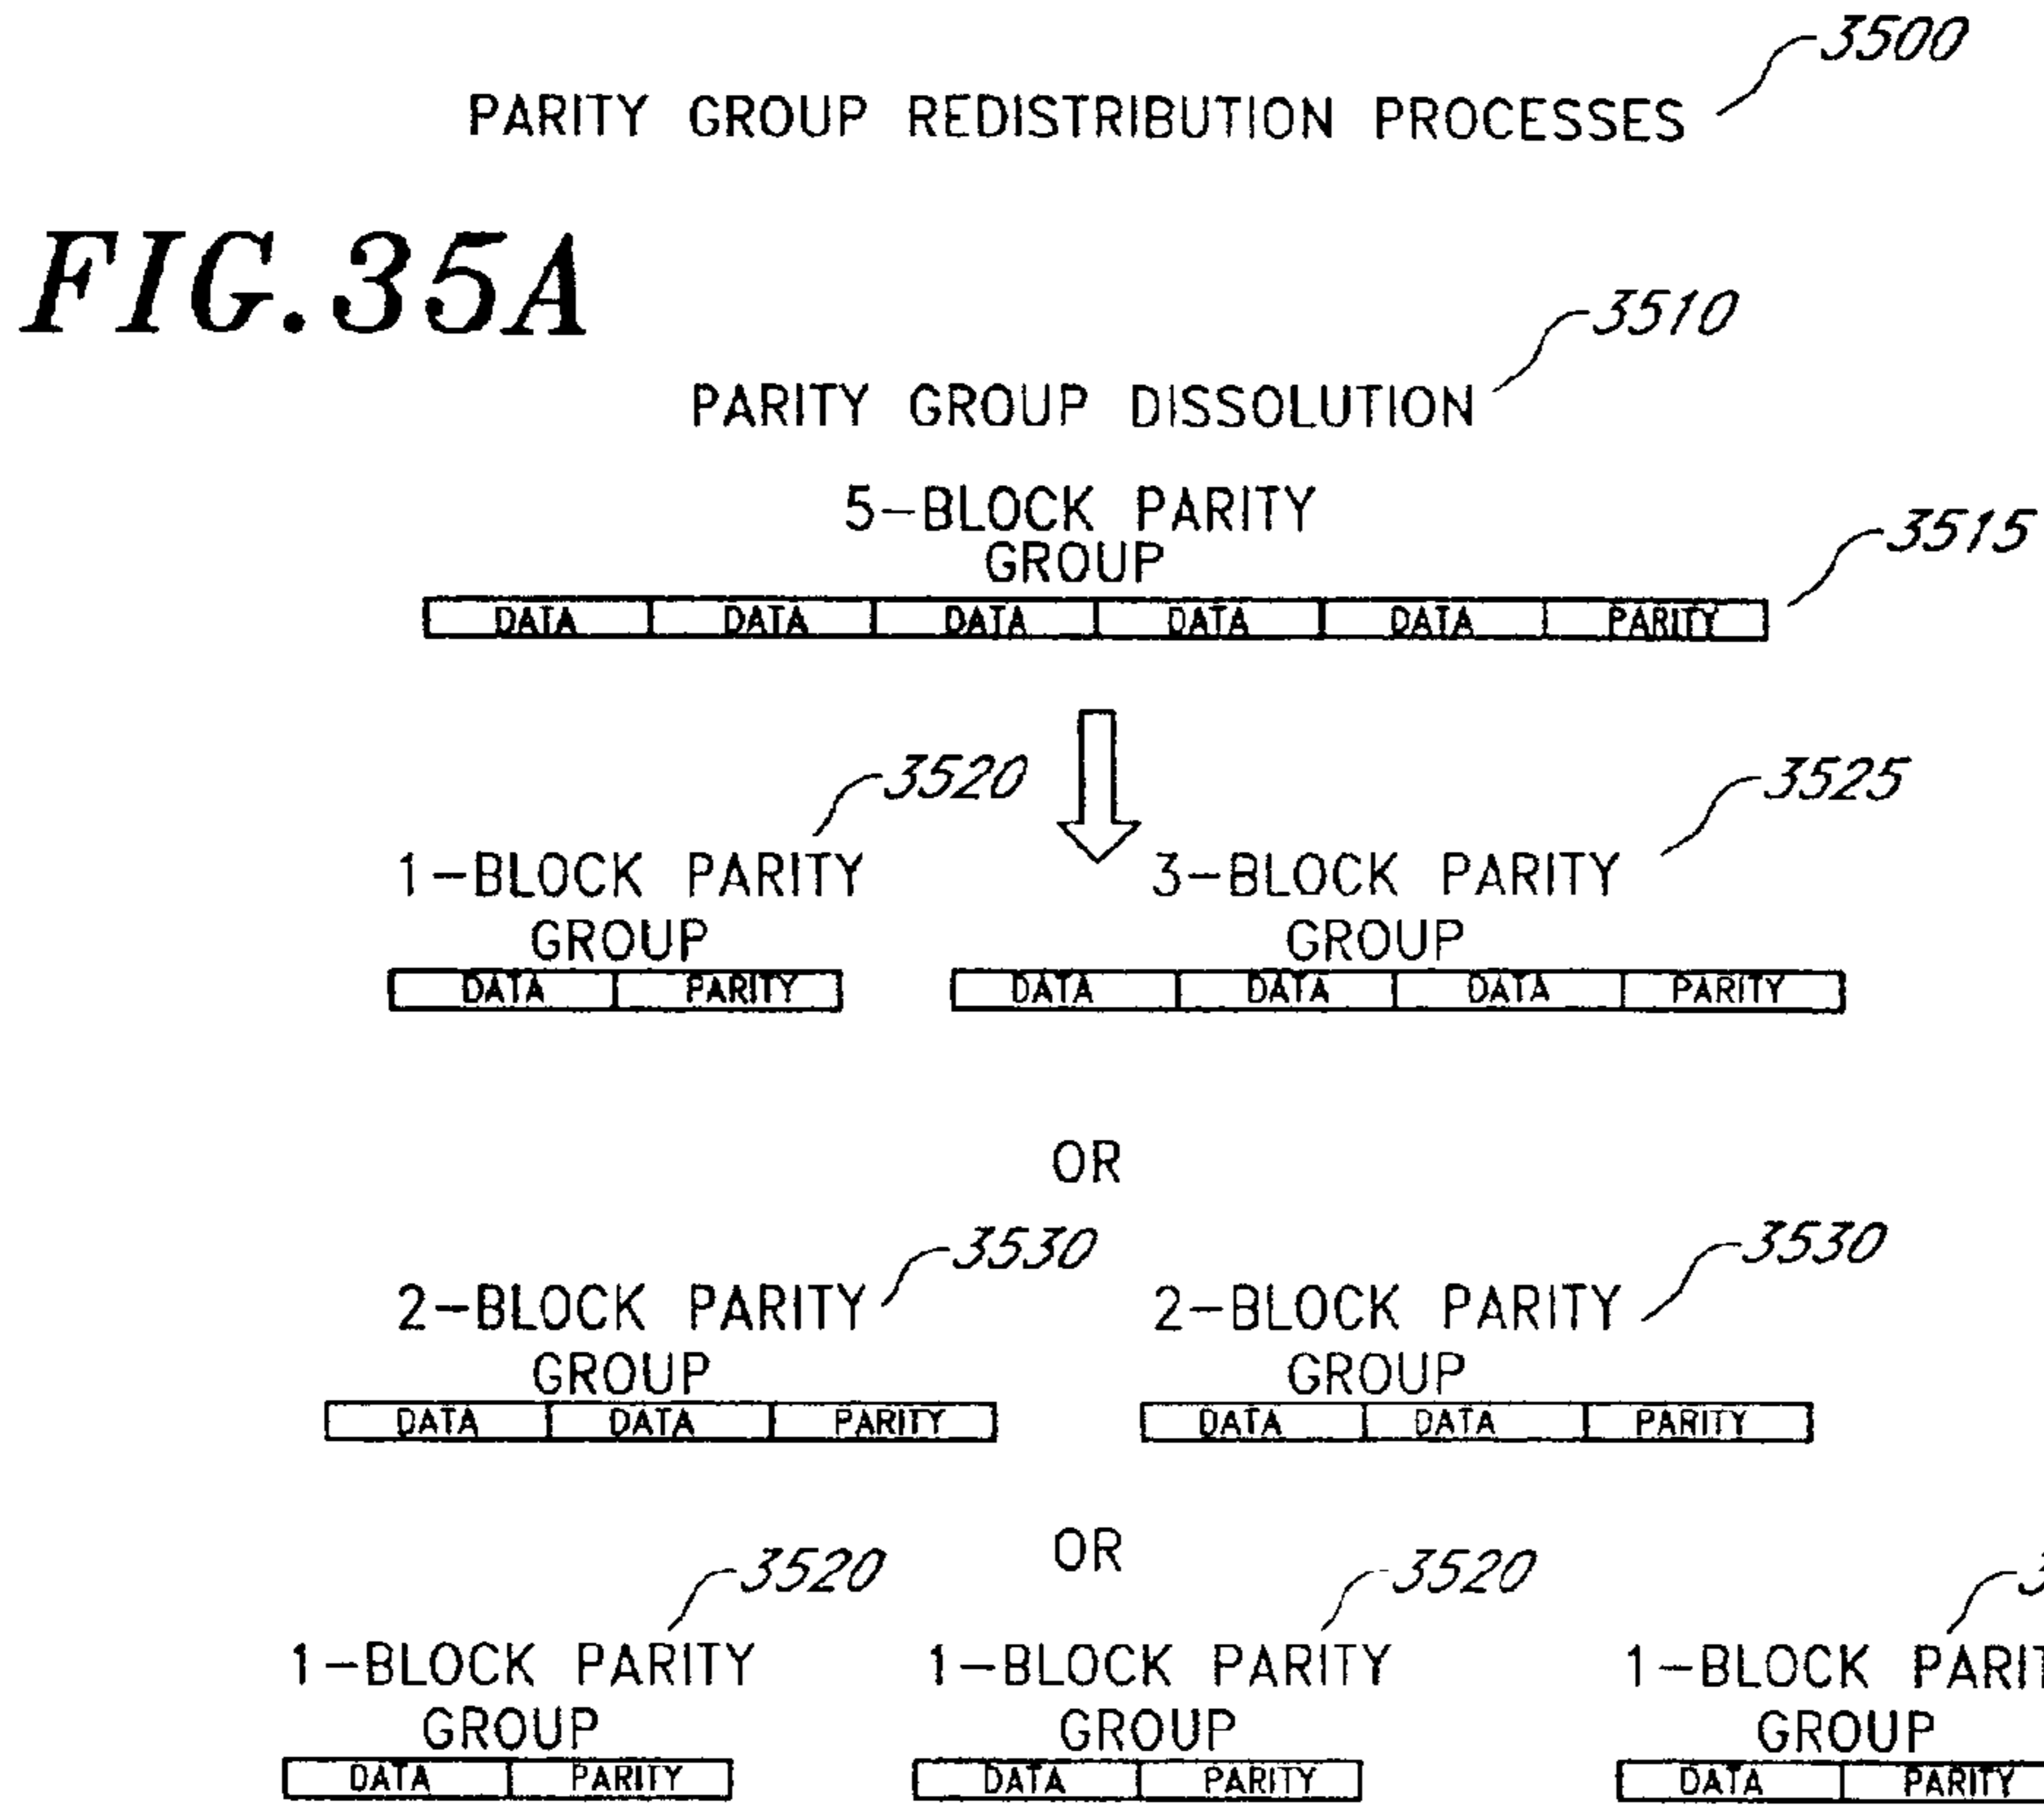 3500
PARITY GROUP REDISTRIBUTION PROCESSES
FIG.35A
3510
PARITY GROUP DISSOLUTION
5-BLOCK PARITY
GROUP
3515
DATA DATA DATA DATA DATA PARITY
3520 3525
1-BLOCK PARITY 3-BLOCK PARITY
GROUP GROUP
DATA PARITY DATA DATA DATA PARITY
OR
3530 3530
2-BLOCK PARITY 2-BLOCK PARITY
GROUP GROUP
DATA DATA PARITY DATA DATA PARITY
OR
3520 3520
1-BLOCK PARITY 1-BLOCK PARITY 1-BLOCK
GROUP GROUP GROUP
DATA PARITY DATA PARITY DATA PARITY